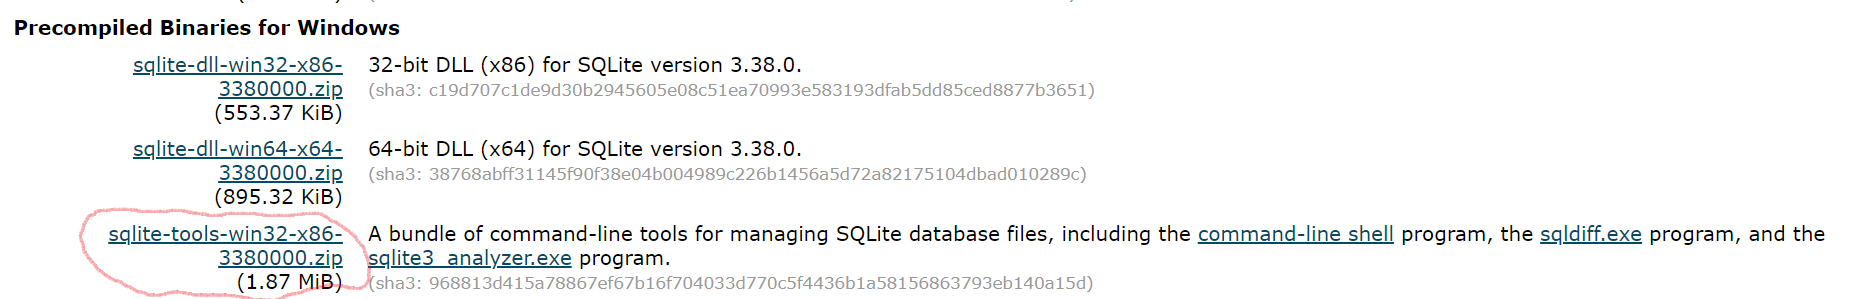 Precompiled Binaries for Windows
sqlite-dll-win32-x86- 32-bit DLL (x86) for SQLite version 3.38.0.
3380000.zip (sha3: c19d707c1de9d30b2945605e08c51ea70993e583193dfab5dd85ced8877b3651)
(553.37 KiB)
sqlite-dll-win64-x64- 64-bit DLL (x64) for SQLite version 3.38.0.
3380000.zip (sha3: 38768abff31145f90f38e04b004989c226b1456a5d72a82175104dbad010289c)
(895.32 KiB)
sqlite-tools-win32-x86- A bundle of command-line tools for managing SQLite database files, including the command-line shell program, the sqldiff.exe program, and the
3380000.zip sqlite3_analyzer.exe program.
(1.87 MiB) (sha3: 968813d415a78867ef67b16f704033d770c5f4436b1a58156863793eb140a15d)